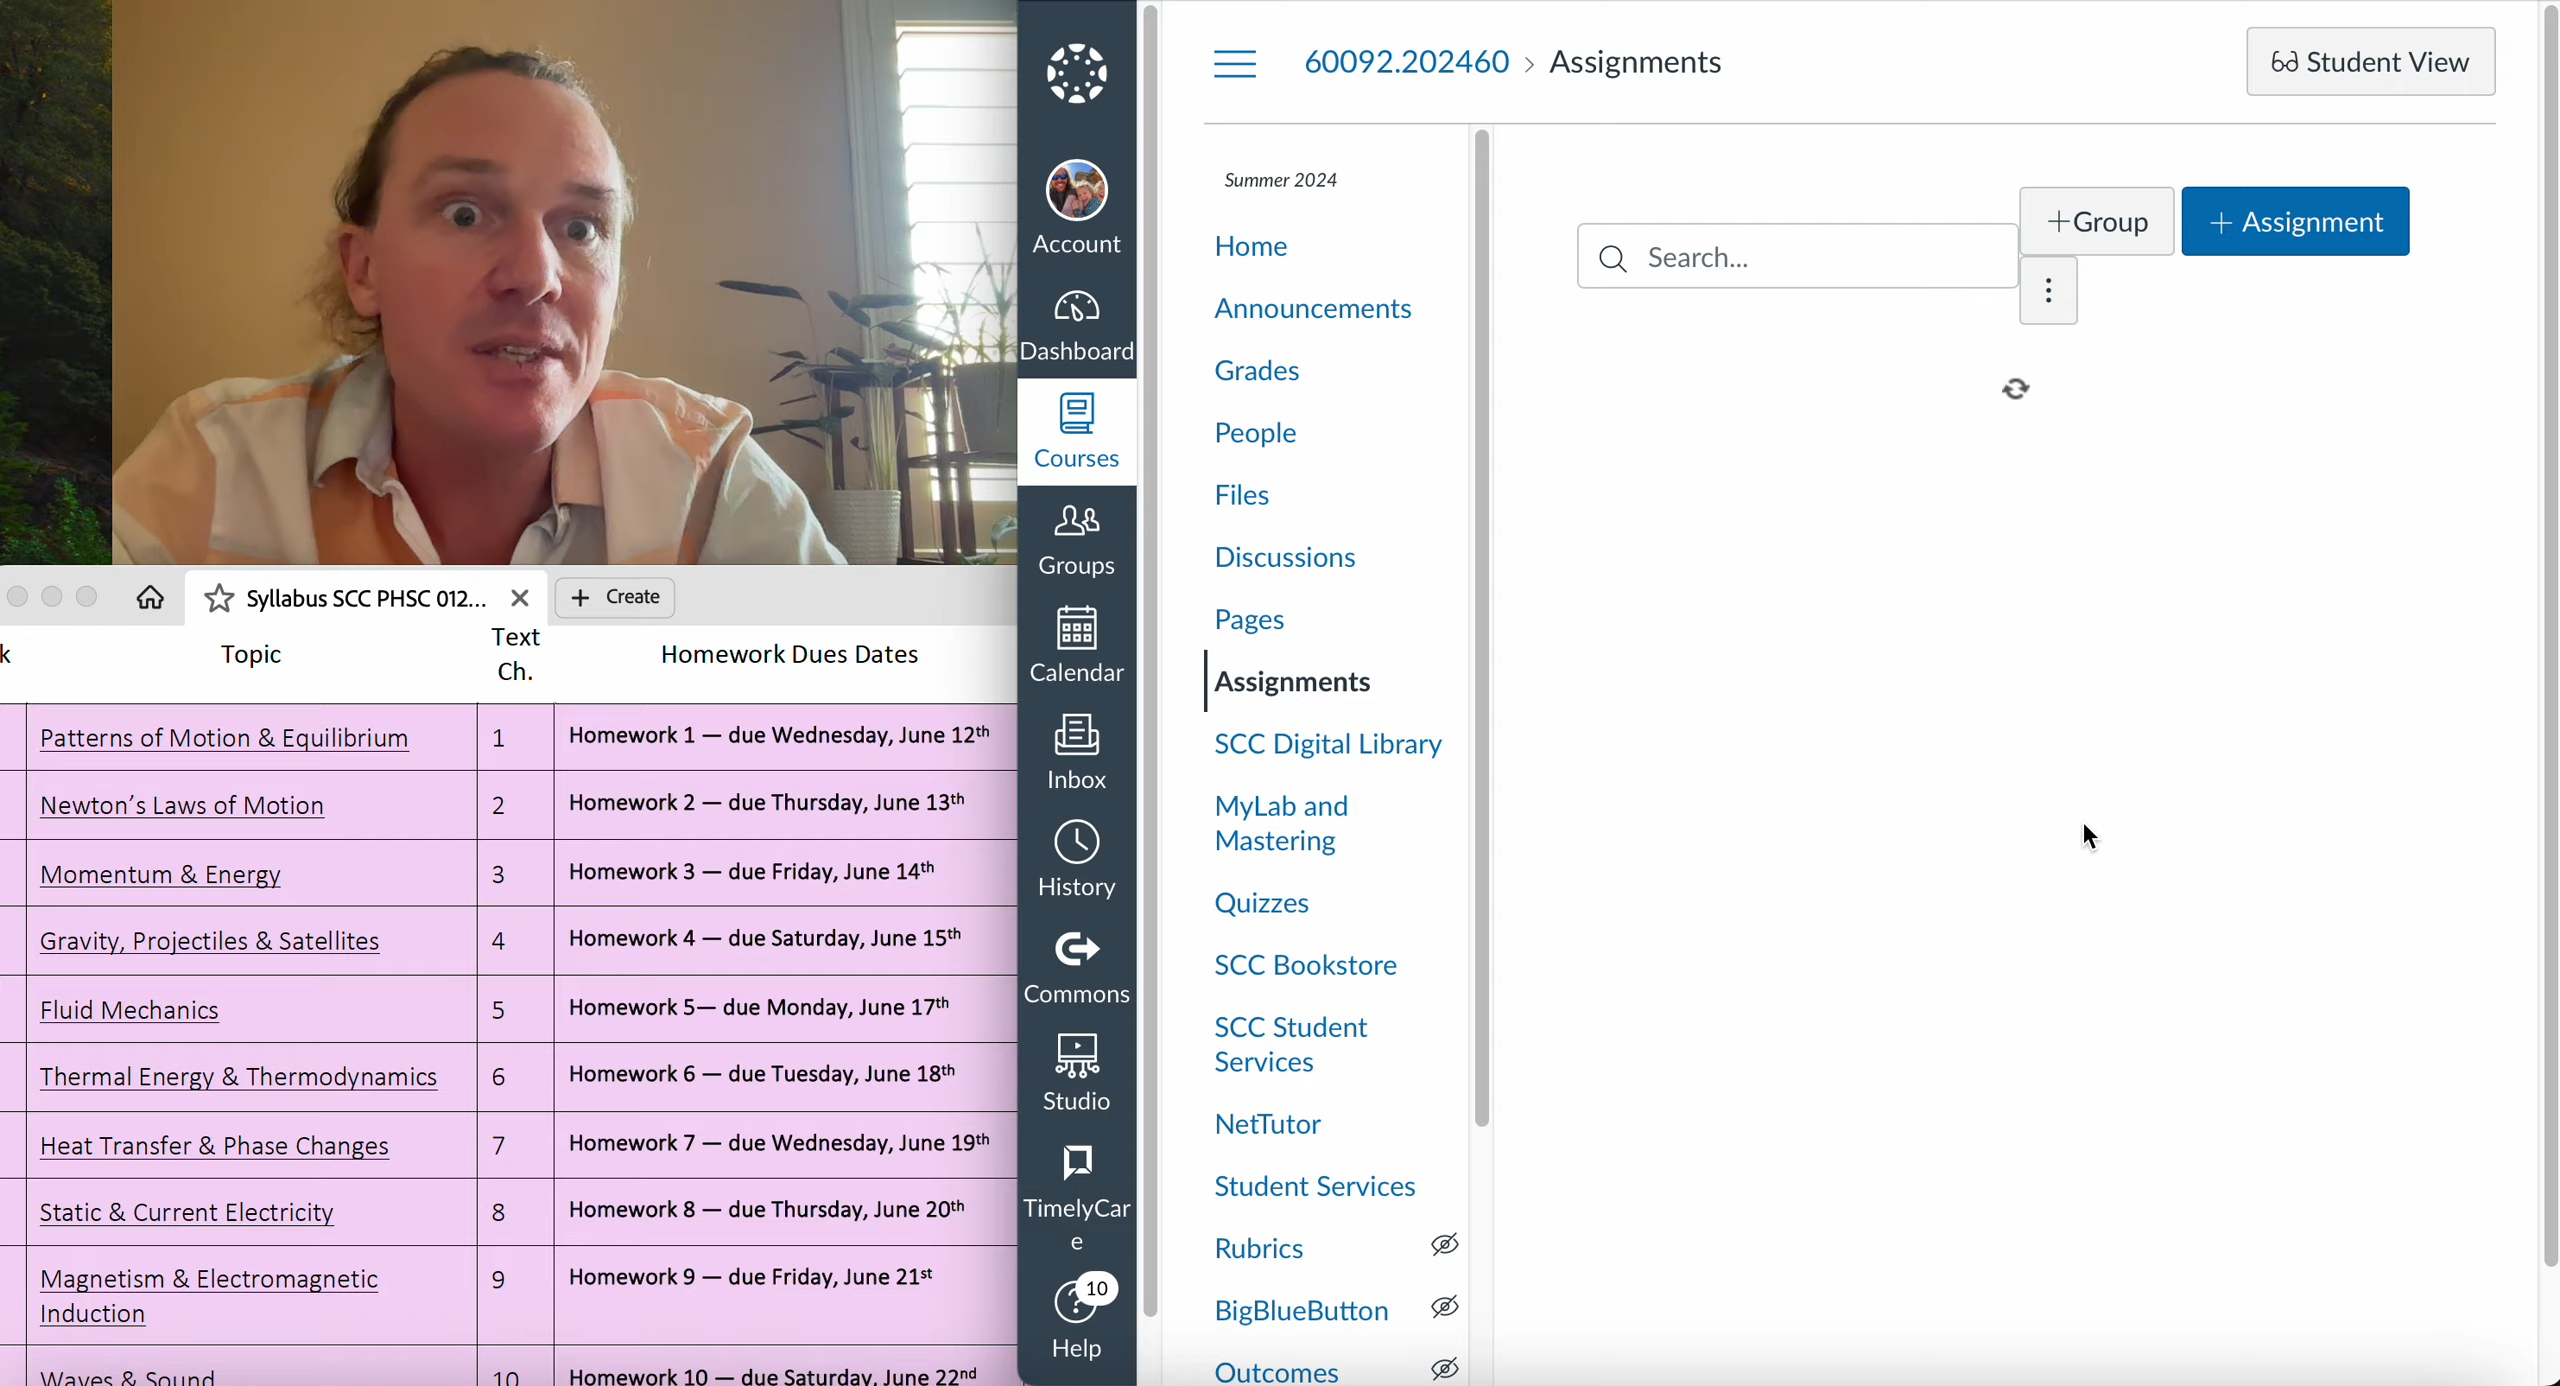 Syllabus SCC PHSC 012...
+ Create
k
Topic
Text
Ch.
Homework Dues Dates
Patterns of Motion & Equilibrium
1
Homework 1 — due Wednesday, June 12th
Newton's Laws of Motion
2
Homework 2 — due Thursday, June 13th
Momentum & Energy
3
Homework 3 — due Friday, June 14th
Gravity, Projectiles & Satellites
4
Homework 4 — due Saturday, June 15th
Fluid Mechanics
5
Homework 5— due Monday, June 17th
Thermal Energy & Thermodynamics
6
Homework 6 — due Tuesday, June 18th
Heat Transfer & Phase Changes
7
Homework 7 — due Wednesday, June 19th
Static & Current Electricity
8
Homework 8 — due Thursday, June 20th
Magnetism & Electromagnetic
Induction
9
Homework 9 — due Friday, June 21st
Waves & Sound
10
Homework 10 — due Saturday, June 22nd
Account
Dashboard
Courses
Groups
Calendar
Inbox
History
Commons
Studio
TimelyCar
e
10
Help
60092.202460 > Assignments
Student View
Summer 2024
Home
Announcements
Grades
People
Files
Discussions
Pages
Assignments
SCC Digital Library
MyLab and
Mastering
Quizzes
SCC Bookstore
SCC Student
Services
NetTutor
Student Services
Rubrics
BigBlueButton
Outcomes
Search...
+Group
+ Assignment